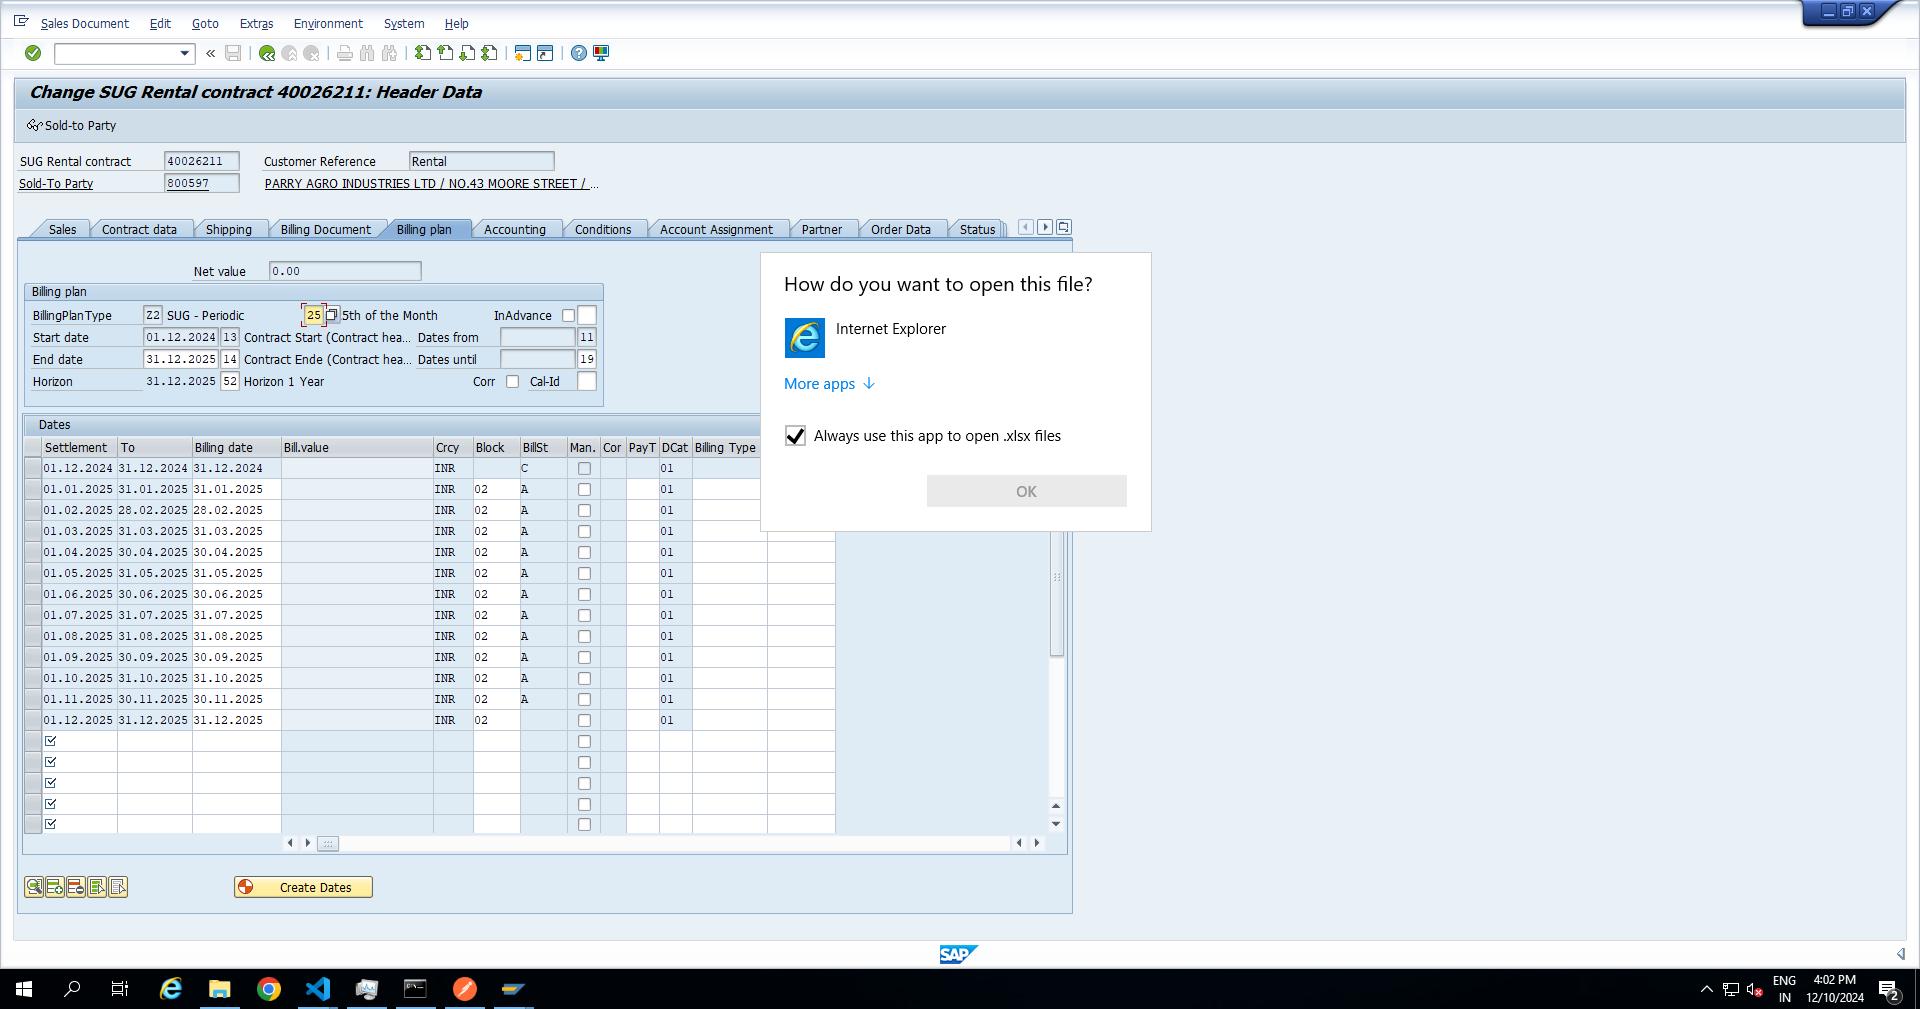 Sales Document Edit Goto Extras Environment System Help
Change SUG Rental contract 40026211: Header Data
Sold-to Party
SUG Rental contract 40026211 Customer Reference Rental
Sold-To Party 800597 PARRY AGRO INDUSTRIES LTD / NO.43 MOORE STREET / ...
Sales Contract data Shipping Billing Document Billing plan Accounting Conditions Account Assignment Partner Order Data Status
Net value 0.00
Billing plan
BillingPlanType Z2 SUG - Periodic 25 5th of the Month InAdvance
Start date 01.12.2024 13 Contract Start (Contract hea... Dates from 11
End date 31.12.2025 14 Contract Ende (Contract hea... Dates until 19
Horizon 31.12.2025 52 Horizon 1 Year Corr Cal-Id
Dates
Settlement To Billing date Bill.value Crcy Block BillSt Man. Cor PayT DCat Billing Type
01.12.2024 31.12.2024 31.12.2024 INR C 01
01.01.2025 31.01.2025 31.01.2025 INR 02 A 01
01.02.2025 28.02.2025 28.02.2025 INR 02 A 01
01.03.2025 31.03.2025 31.03.2025 INR 02 A 01
01.04.2025 30.04.2025 30.04.2025 INR 02 A 01
01.05.2025 31.05.2025 31.05.2025 INR 02 A 01
01.06.2025 30.06.2025 30.06.2025 INR 02 A 01
01.07.2025 31.07.2025 31.07.2025 INR 02 A 01
01.08.2025 31.08.2025 31.08.2025 INR 02 A 01
01.09.2025 30.09.2025 30.09.2025 INR 02 A 01
01.10.2025 31.10.2025 31.10.2025 INR 02 A 01
01.11.2025 30.11.2025 30.11.2025 INR 02 A 01
01.12.2025 31.12.2025 31.12.2025 INR 02 01
Create Dates
How do you want to open this file?
Internet Explorer
More apps
Always use this app to open .xlsx files
OK
SAP
ENG
IN
4:02 PM
12/10/2024
2